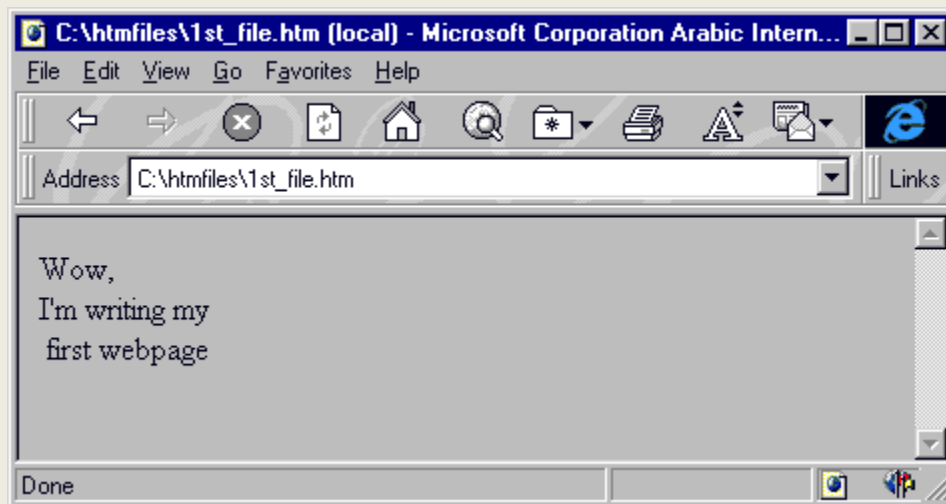 C:\htmfiles\1st_file.htm (local) - Microsoft Corporation Arabic Intern...
File Edit View Go Favorites Help
Address C:\htmfiles\1st_file.htm Links
Wow,
I'm writing my
first webpage
Done